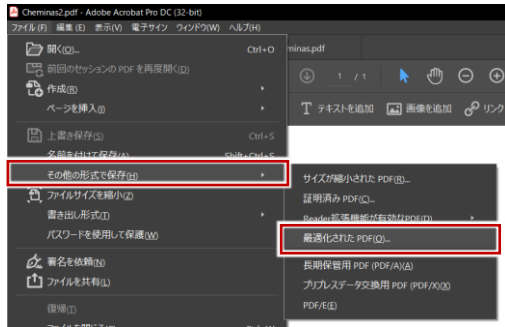 Cheminas2.pdf - Adobe Acrobat Pro DC (32-bit)
ファイル(F) 編集(E) 表示(V) 電子サイン ウィンドウ(W) ヘルプ(H)
開く(O)... Ctrl+O
minas.pdf
前回のセッションの PDF を再度開く(D)
1 / 1
作成(R)
ページを挿入(I)
テキストを追加 画像を追加 リンク
上書き保存(S) Ctrl+S
名前を付けて保存(A)... Shift+Ctrl+S
その他の形式で保存(H)
ファイルサイズを縮小(Z)
書き出し形式(T)
パスワードを使用して保護(W)
署名を依頼(N)
ファイルを共有(L)
復帰(T)
サイズが縮小された PDF(R)...
証明済み PDF(C)...
Reader 拡張機能が有効なPDF(D)
最適化された PDF(O)...
長期保管用 PDF (PDF/A)(A)
プリプレスデータ交換用 PDF (PDF/X)(X)
PDF/E(E)